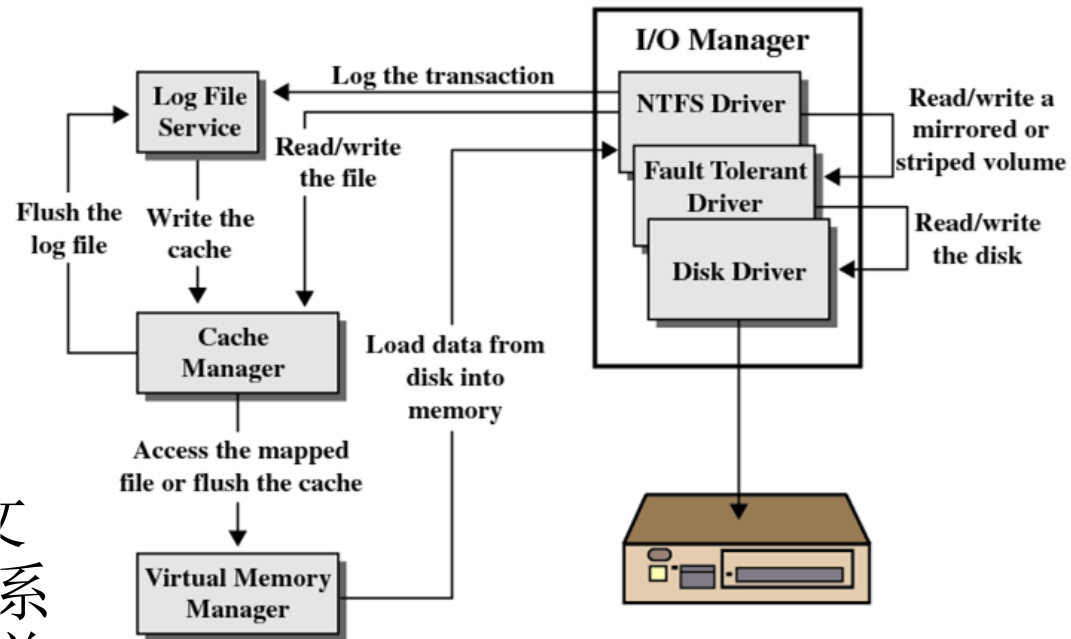 I/O Manager
Log the transaction
Log File
Service
NTFS Driver
Read/write a
mirrored or
striped volume
Read/write
the file
Fault Tolerant
Driver
Flush the
log file
Write the
cache
Read/write
the disk
Disk Driver
Cache
Manager
Load data from
disk into
memory
Access the mapped
file or flush the cache
系
Virtual Memory
Manager